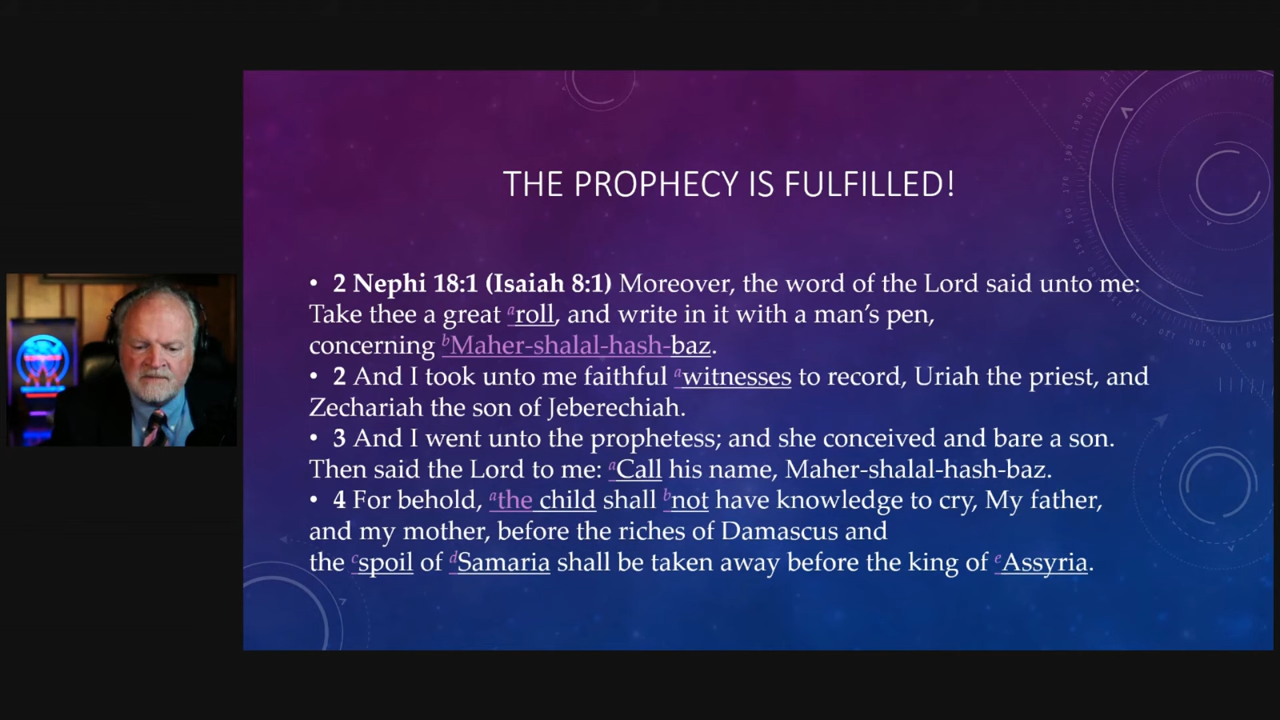 THE PROPHECY IS FULFILLED!
• 2 Nephi 18:1 (Isaiah 8:1) Moreover, the word of the Lord said unto me:
Take thee a great aroll, and write in it with a man’s pen,
concerning bMaher-shalal-hash-baz.
• 2 And I took unto me faithful awitnesses to record, Uriah the priest, and
Zechariah the son of Jeberechiah.
• 3 And I went unto the prophetess; and she conceived and bare a son.
Then said the Lord to me: aCall his name, Maher-shalal-hash-baz.
• 4 For behold, athe child shall bnot have knowledge to cry, My father,
and my mother, before the riches of Damascus and
the cspoil of dSamaria shall be taken away before the king of eAssyria.